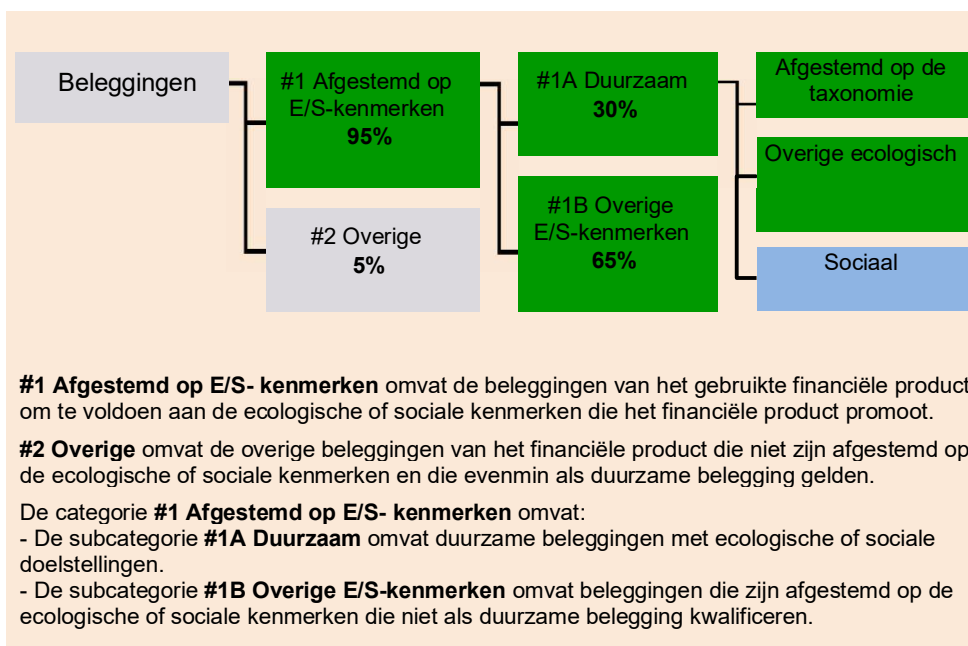 Beleggingen
#1 Afgestemd op
E/S-kenmerken
95%
#2 Overige
5%
#1A Duurzaam
30%
#1B Overige
E/S-kenmerken
65%
Afgestemd op de
taxonomie
Overige ecologisch
Sociaal
#1 Afgestemd op E/S- kenmerken omvat de beleggingen van het gebruikte financiële product
om te voldoen aan de ecologische of sociale kenmerken die het financiële product promoot.
#2 Overige omvat de overige beleggingen van het financiële product die niet zijn afgestemd op
de ecologische of sociale kenmerken en die evenmin als duurzame belegging gelden.
De categorie #1 Afgestemd op E/S- kenmerken omvat:
- De subcategorie #1A Duurzaam omvat duurzame beleggingen met ecologische of sociale
doelstellingen.
- De subcategorie #1B Overige E/S-kenmerken omvat beleggingen die zijn afgestemd op de
ecologische of sociale kenmerken die niet als duurzame belegging kwalificeren.